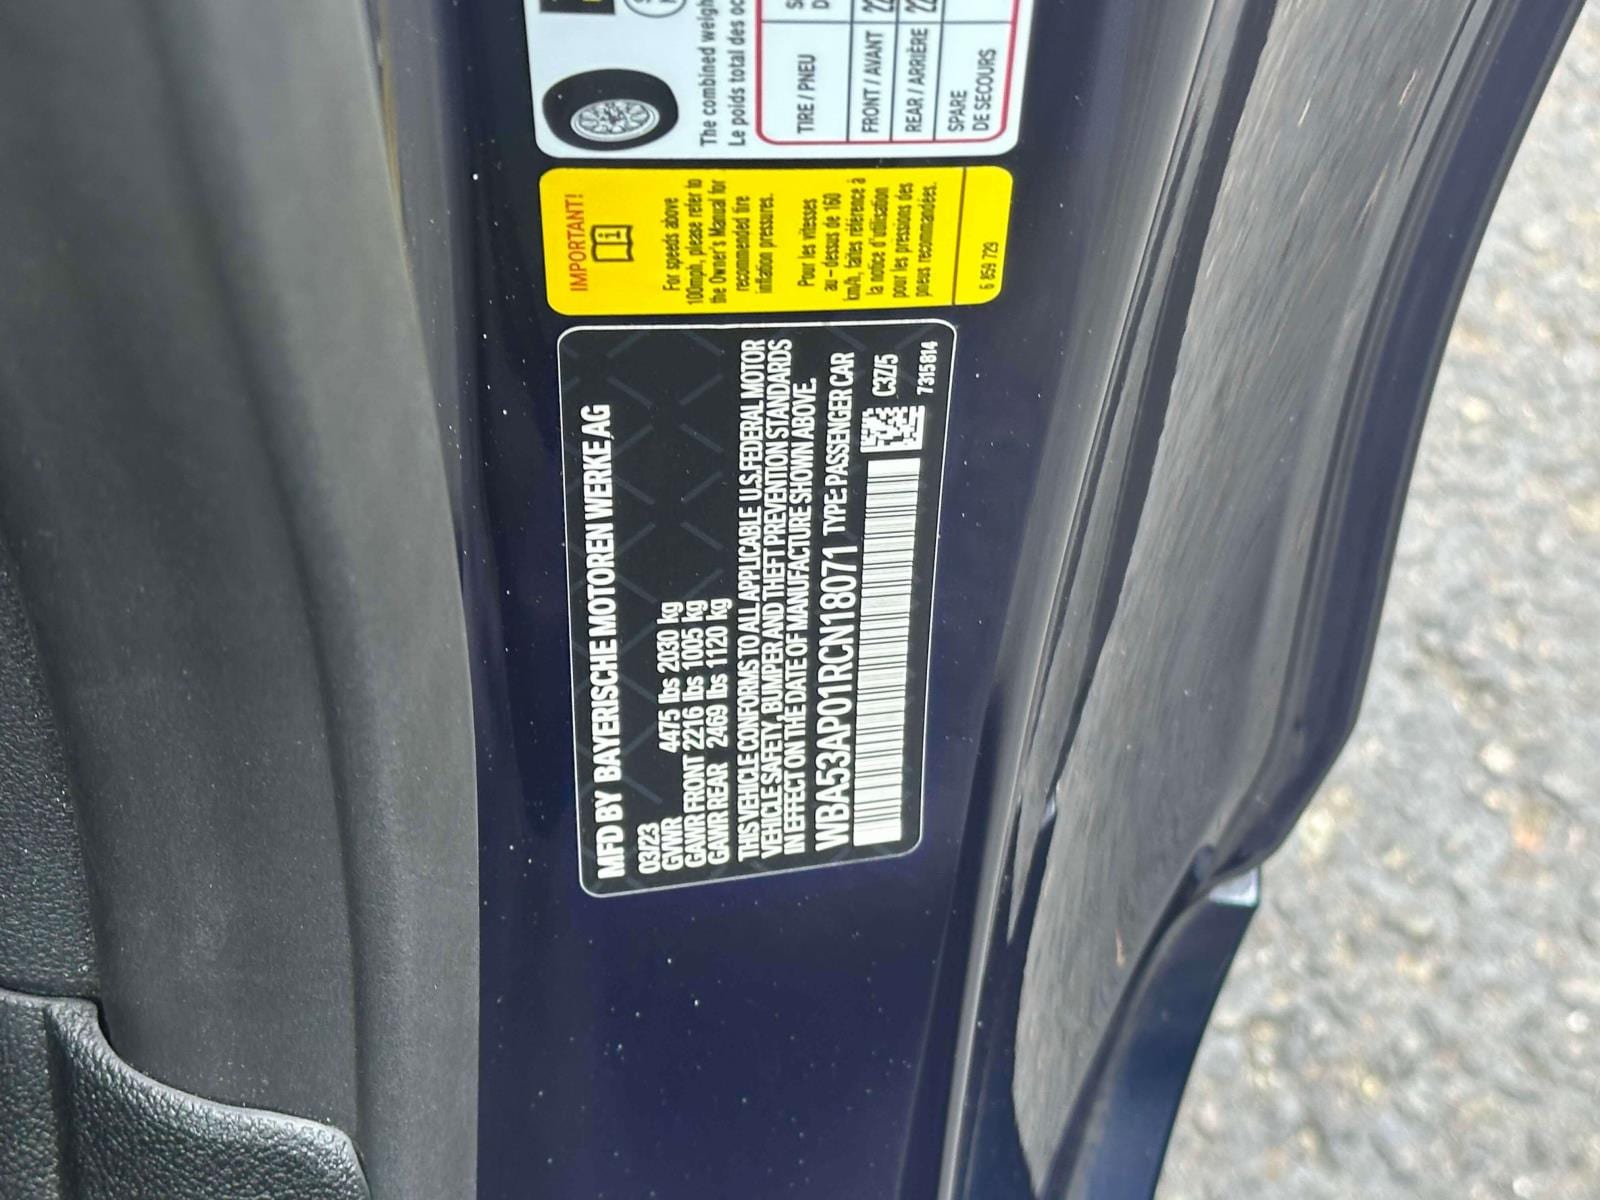 MFD BY BAYERISCHE MOTOREN WERKE AG
03/23
GVWR 4475 lbs 2030 kg
GAWR FRONT 2216 lbs 1005 kg
GAWR REAR 2469 lbs 1120 kg
THIS VEHICLE CONFORMS TO ALL APPLICABLE U.S. FEDERAL MOTOR
VEHICLE SAFETY, BUMPER AND THEFT PREVENTION STANDARDS
IN EFFECT ON THE DATE OF MANUFACTURE SHOWN ABOVE.
WBA53AP01RCN18071 TYPE: PASSENGER CAR
C3Z/5
7315814
IMPORTANT!
For speeds above
100mph, please refer to
the Owner's Manual for
recommended tire
inflation pressures.
Pour les vitesses
au-dessus de 160
km/h, faites référence à
la notice d'utilisation
pour les pressions des
pneus recommandées.
6 859 729
The combined weigh
Le poids total des oc
TIRE / PNEU
FRONT / AVANT
REAR / ARRIÈRE
SPARE
DE SECOURS